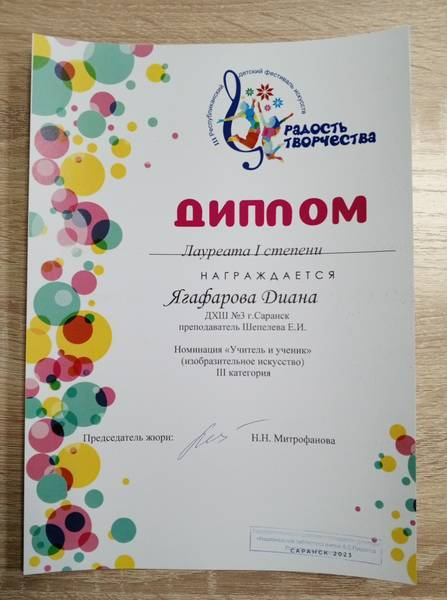 III Республиканский детский фестиваль искусств
РАДОСТЬ
ТВОРЧЕСТВА
ДИПЛОМ
Лауреата I степени
НАГРАЖДАЕТСЯ
Ягафарова Диана
ДХШ №3 г.Саранск
преподаватель Шепелева Е.И.
Номинация «Учитель и ученик»
(изобразительное искусство)
III категория
Председатель жюри:
Н.Н. Митрофанова
САРАНСК 2023